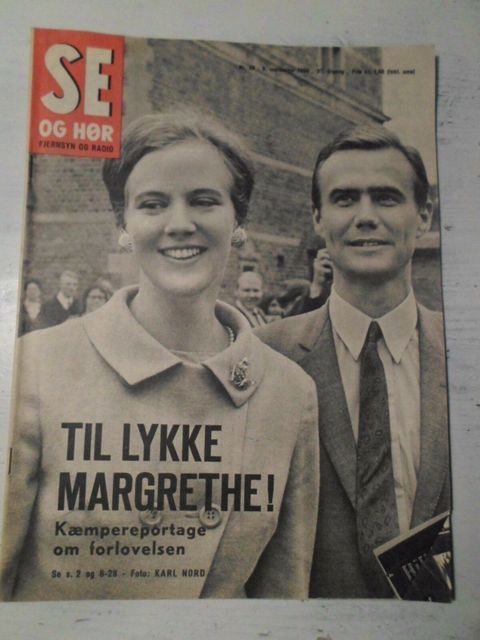 SE
OG HØR
FJERNSYN OG RADIO
TIL LYKKE
MARGRETHE!
Kæmpereportage
om forlovelsen
Se s. 2 og 6-28 - Foto: KARL NORD